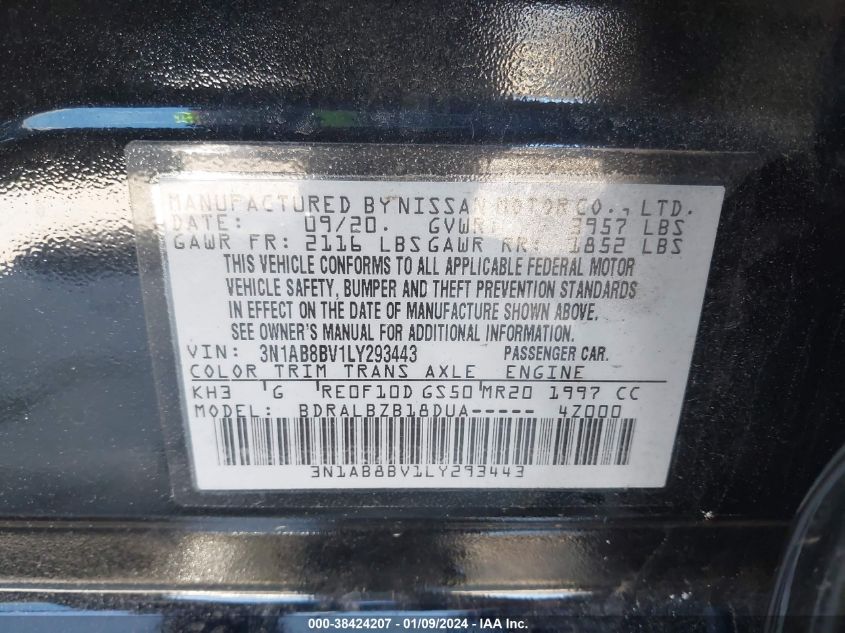 MANUFACTURED BY NISSAN MOTOR CO., LTD.
DATE: 09/20. GVWR: 3957 LBS
GAWR FR: 2116 LBS GAWR RR: 1852 LBS
THIS VEHICLE CONFORMS TO ALL APPLICABLE FEDERAL MOTOR
VEHICLE SAFETY, BUMPER AND THEFT PREVENTION STANDARDS
IN EFFECT ON THE DATE OF MANUFACTURE SHOWN ABOVE.
SEE OWNER'S MANUAL FOR ADDITIONAL INFORMATION.
VIN: 3N1AB8BV1LY293443 PASSENGER CAR.
COLOR TRIM TRANS AXLE ENGINE
KH3 G RE0F10D GS50 MR20 1997 CC
MODEL: BDRALBZB18DUA----- 4Z000
3N1AB8BV1LY293443
000-38424207 - 01/09/2024 - IAA Inc.